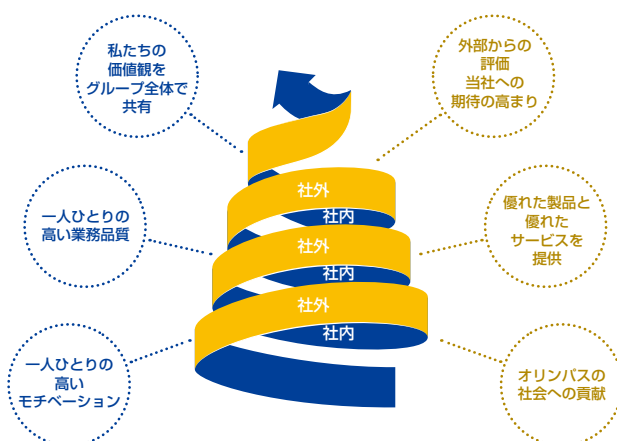 私たちの
価値観を
グループ全体で
共有
外部からの
評価
当社への
期待の高まり
社外
社内
一人ひとりの
高い業務品質
社外
優れた製品と
優れた
サービスを
提供
社内
社外
社内
一人ひとりの
高い
モチベーション
オリンパスの
社会への貢献